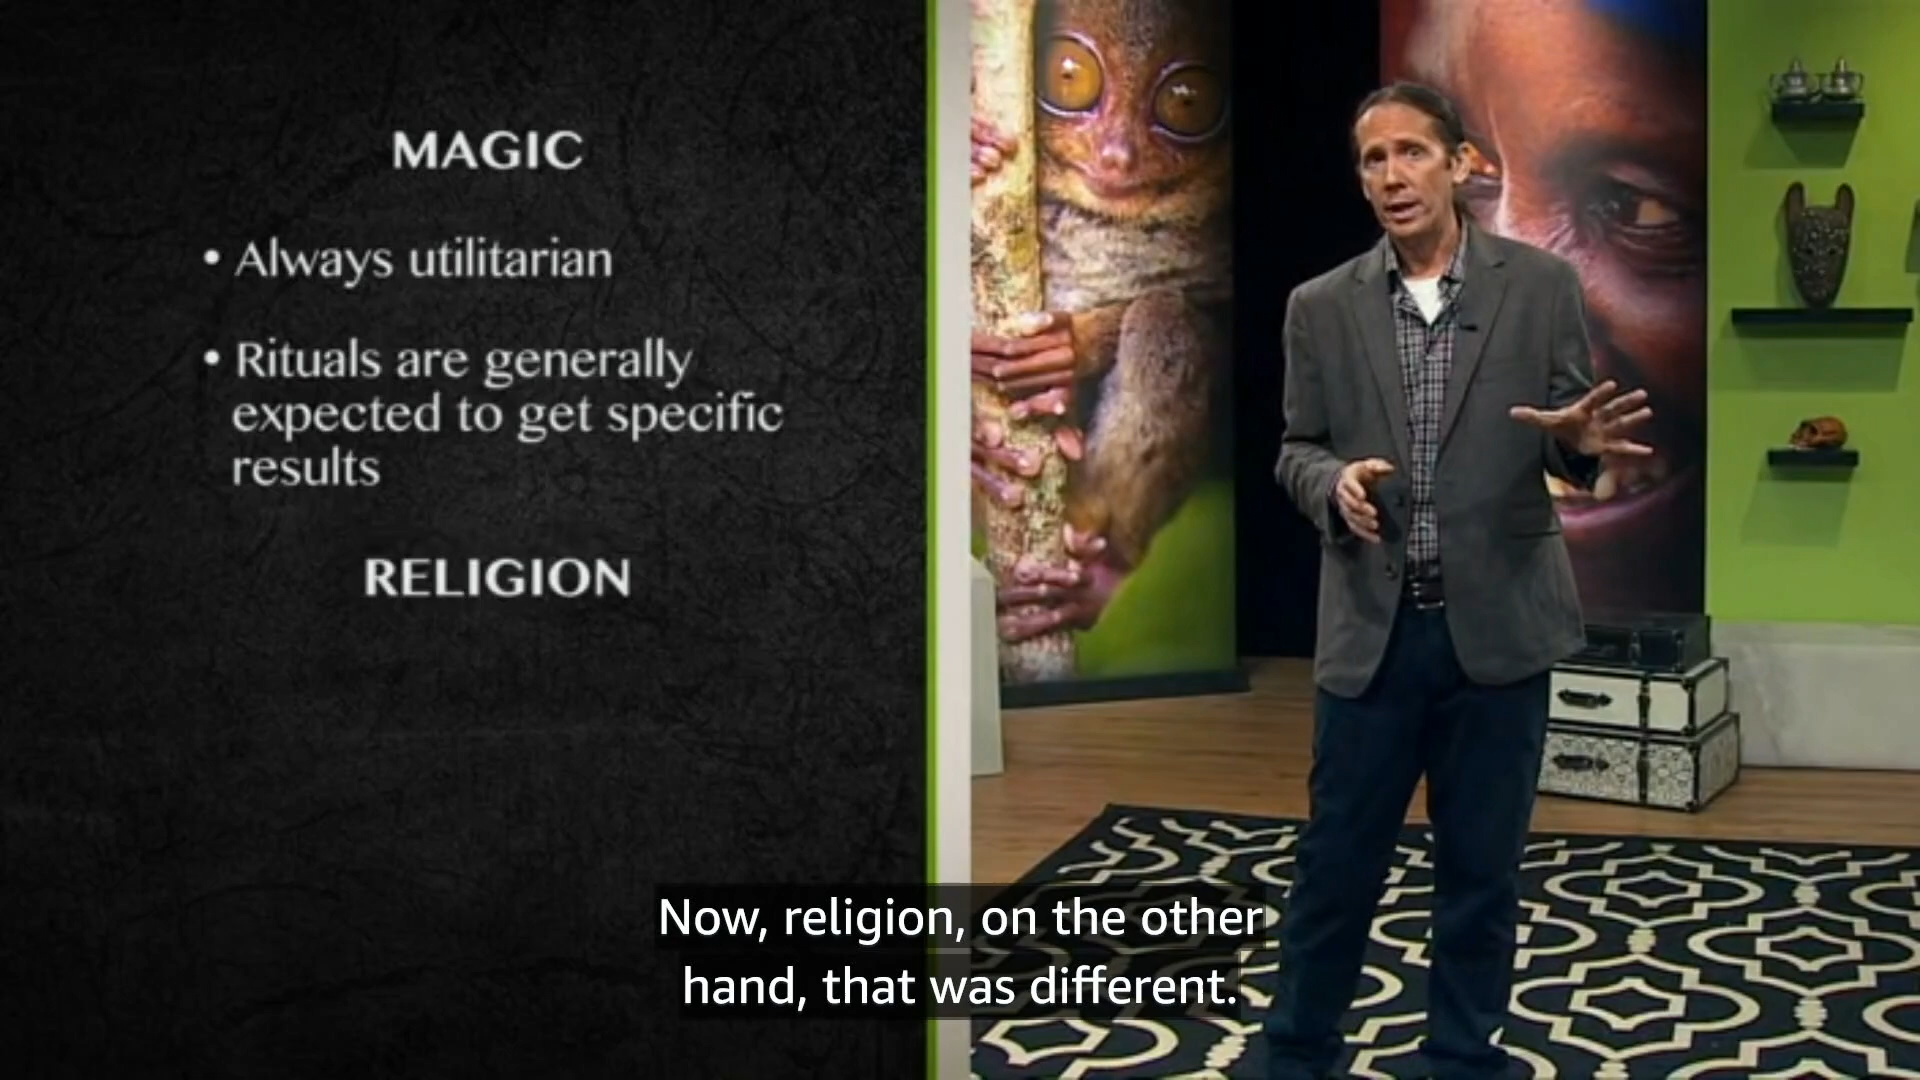 MAGIC
• Always utilitarian
• Rituals are generally
expected to get specific
results
RELIGION
Now, religion, on the other
hand, that was different.